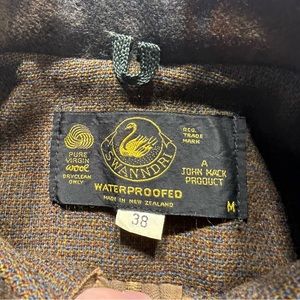 PURE
VIRGIN
wool
DRYCLEAN
ONLY
SWANNDRI
REG.
TRADE
MARK
A
JOHN MACK
PRODUCT
WATERPROOFED
MADE IN NEW ZEALAND
M
38